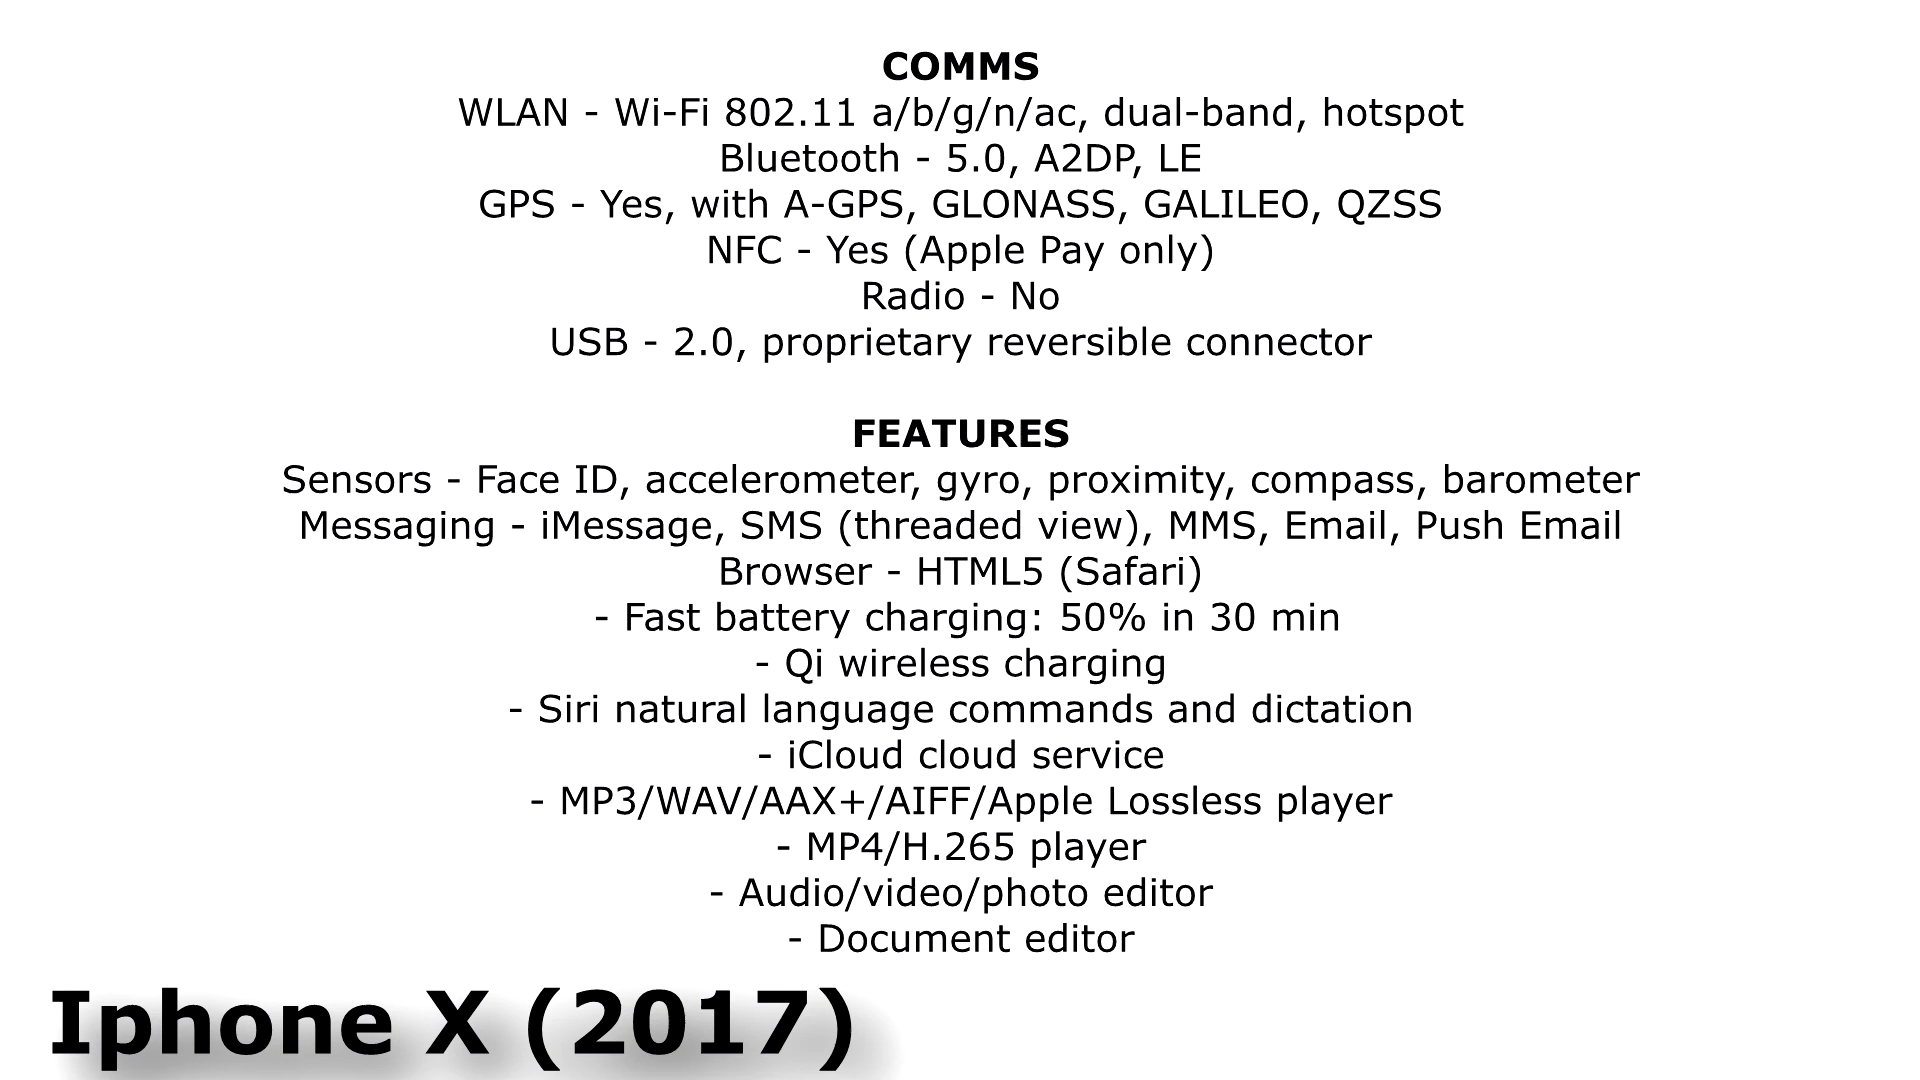 COMMS
WLAN - Wi-Fi 802.11 a/b/g/n/ac, dual-band, hotspot
Bluetooth - 5.0, A2DP, LE
GPS - Yes, with A-GPS, GLONASS, GALILEO, QZSS
NFC - Yes (Apple Pay only)
Radio - No
USB - 2.0, proprietary reversible connector
FEATURES
Sensors - Face ID, accelerometer, gyro, proximity, compass, barometer
Messaging - iMessage, SMS (threaded view), MMS, Email, Push Email
Browser - HTML5 (Safari)
- Fast battery charging: 50% in 30 min
- Qi wireless charging
- Siri natural language commands and dictation
- iCloud cloud service
- MP3/WAV/AAX+/AIFF/Apple Lossless player
- MP4/H.265 player
- Audio/video/photo editor
- Document editor
Iphone X (2017)